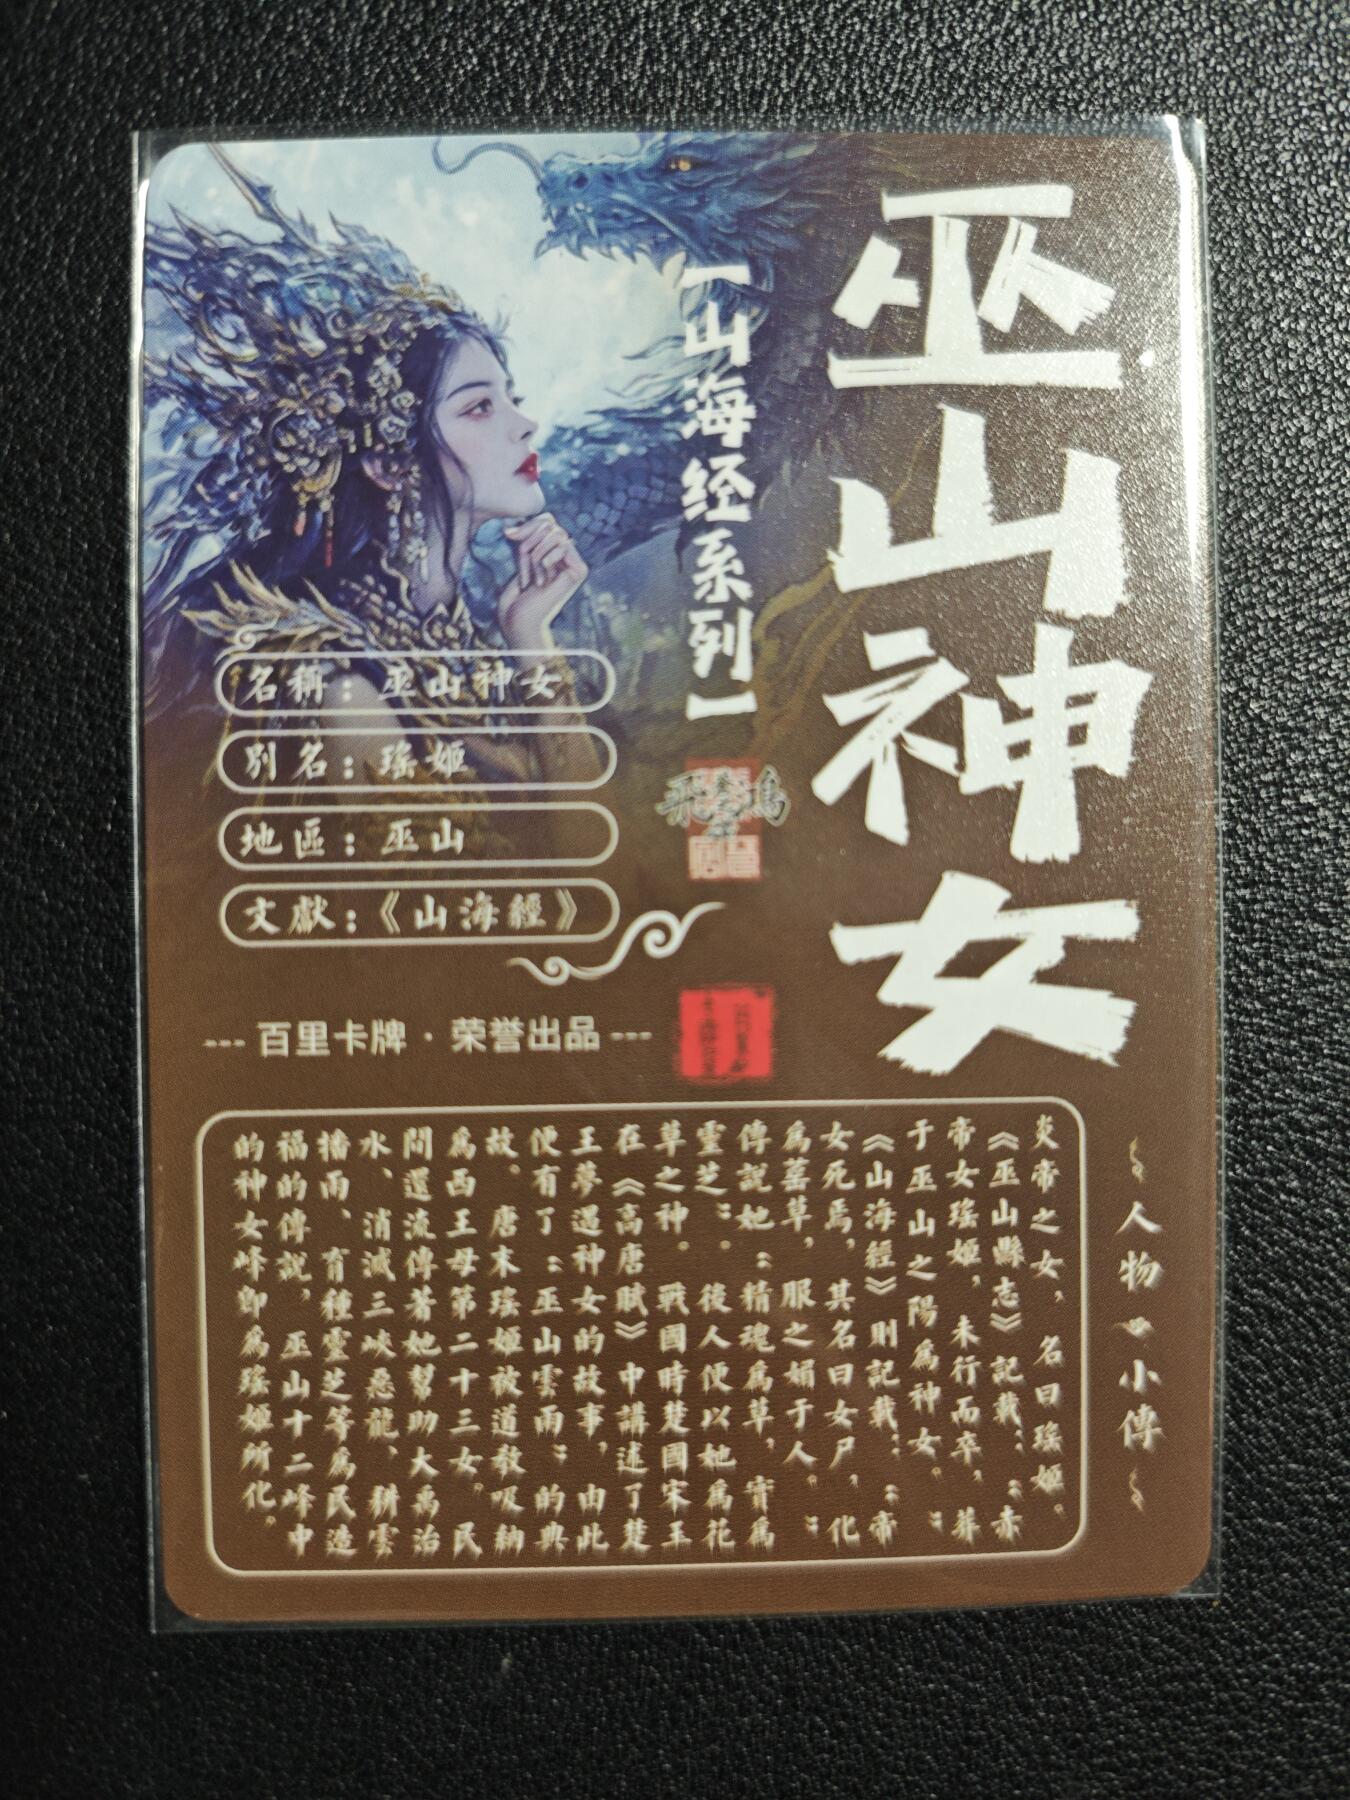 巫山神女
【山海经系列】
名稱：巫山神女
别名：瑤姬
地區：巫山
文獻：《山海經》
--- 百里卡牌 · 荣誉出品 ---
人物 小傳
炎帝之女，名曰瑤姬。
《巫山縣志》記載：：赤
帝女瑤姬，未行而卒，葬
于巫山之陽為神女。：
《山海經》則記載：：帝
女死焉，其名曰女尸，化
為䔄草，服之媚于人。：
傳說她：精魂為草，實為
靈芝：。後人便以她為花
草之神。戰國時楚國宋玉
在《高唐賦》中講述了楚
王夢遇神女的故事，由此
便有了：巫山雲雨：的典
故。唐末瑤姬被道教吸納
為西王母第二十三女。民
間還流傳著她幫助大禹治
水、消滅三峽惡龍、耕雲
播雨、育種靈芝等為民造
福的傳說，巫山十二峰中
的神女峰即為瑤姬所化。